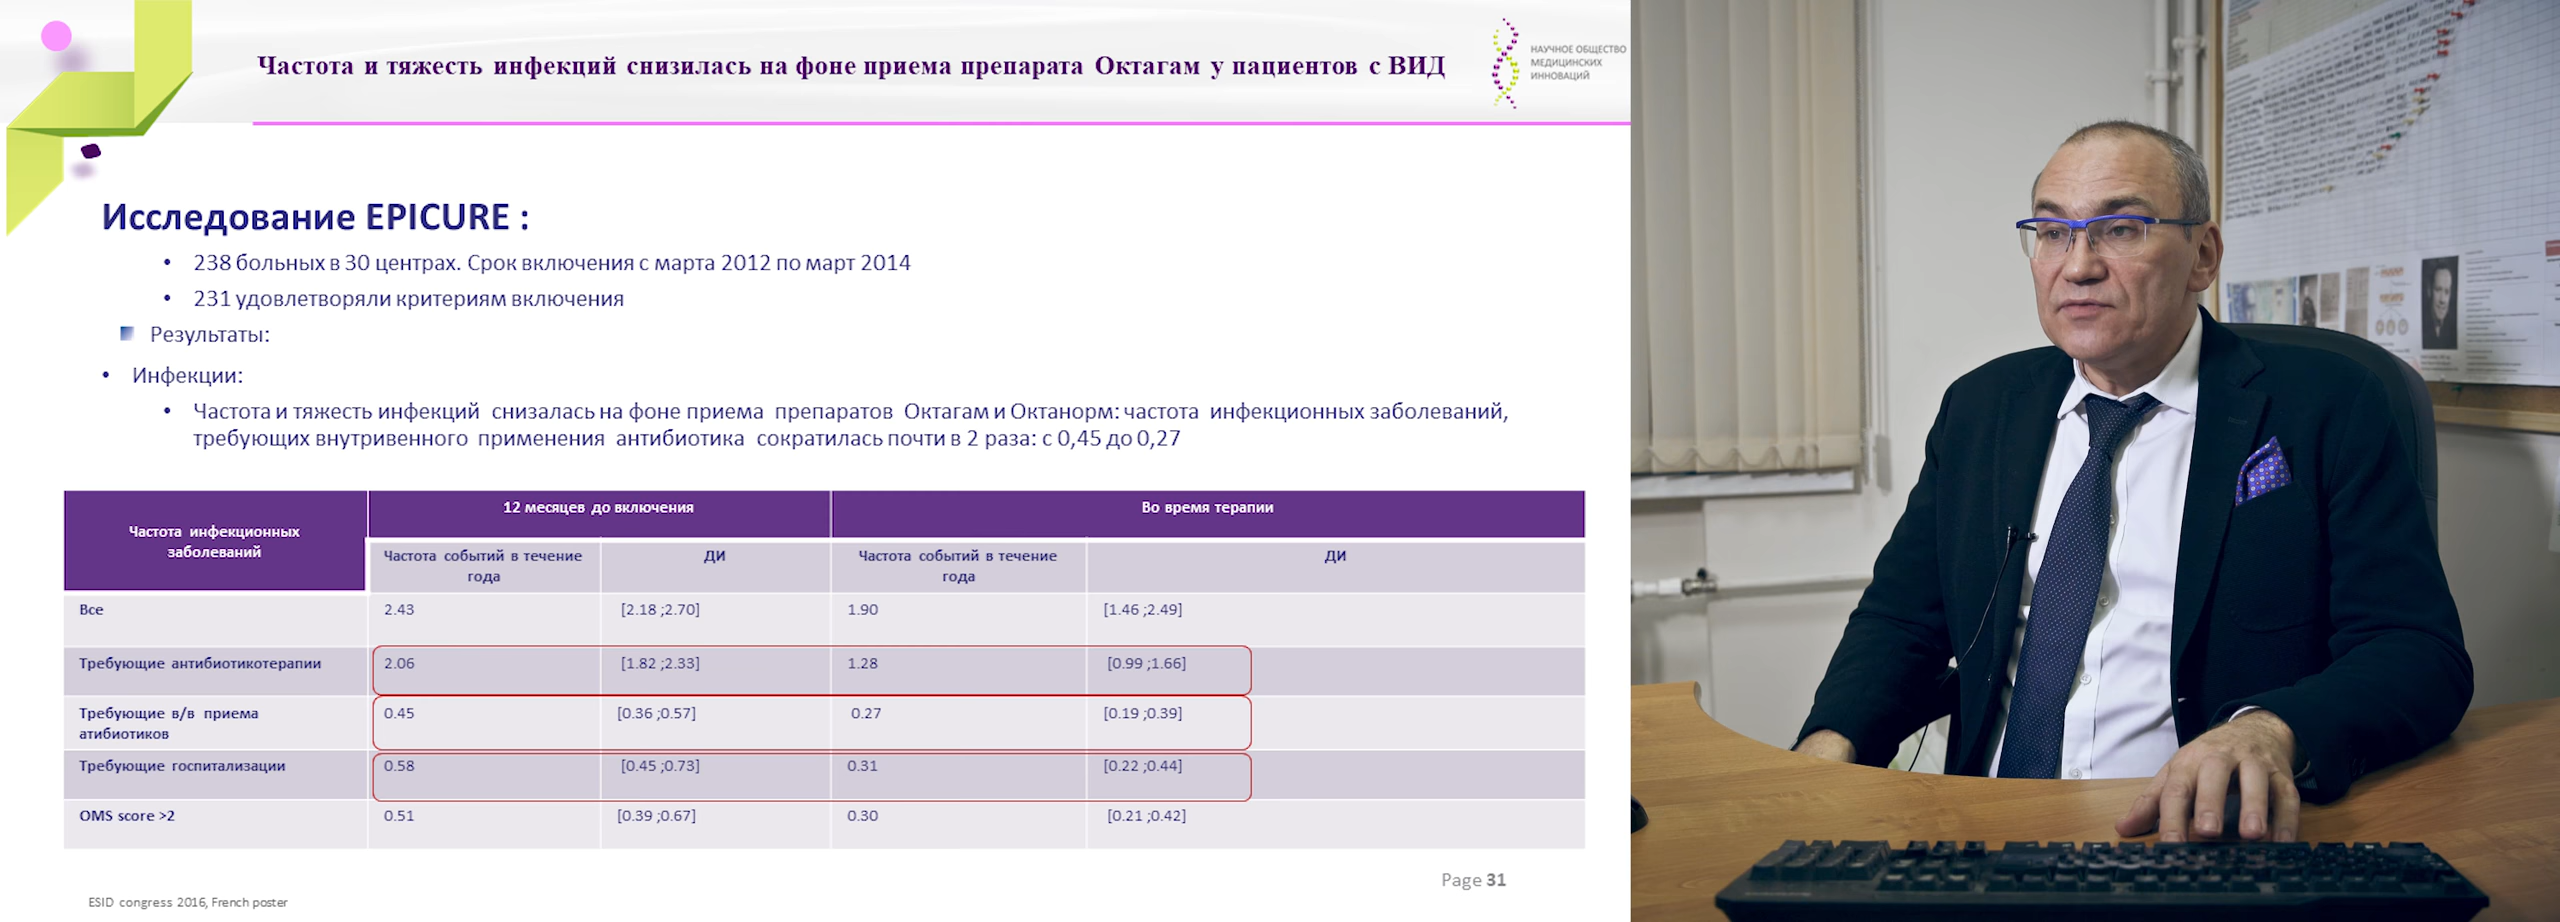 Частота и тяжесть инфекций снизилась на фоне приема препарата Октагам у пациентов с ВИД
НАУЧНОЕ ОБЩЕСТВО
МЕДИЦИНСКИХ
ИННОВАЦИЙ
Исследование EPICURE :
• 238 больных в 30 центрах. Срок включения с марта 2012 по март 2014
• 231 удовлетворяли критериям включения
Результаты:
• Инфекции:
• Частота и тяжесть инфекций снизалась на фоне приема препаратов Октагам и Октанорм: частота инфекционных заболеваний,
требующих внутривенного применения антибиотика сократилась почти в 2 раза: с 0,45 до 0,27
Частота инфекционных
заболеваний
12 месяцев до включения
Во время терапии
Частота событий в течение
года
ДИ
Частота событий в течение
года
ДИ
Все 2.43 [2.18 ;2.70] 1.90 [1.46 ;2.49]
Требующие антибиотикотерапии 2.06 [1.82 ;2.33] 1.28 [0.99 ;1.66]
Требующие в/в приема
атибиотиков
0.45 [0.36 ;0.57] 0.27 [0.19 ;0.39]
Требующие госпитализации 0.58 [0.45 ;0.73] 0.31 [0.22 ;0.44]
OMS score >2 0.51 [0.39 ;0.67] 0.30 [0.21 ;0.42]
Page 31
ESID congress 2016, French poster